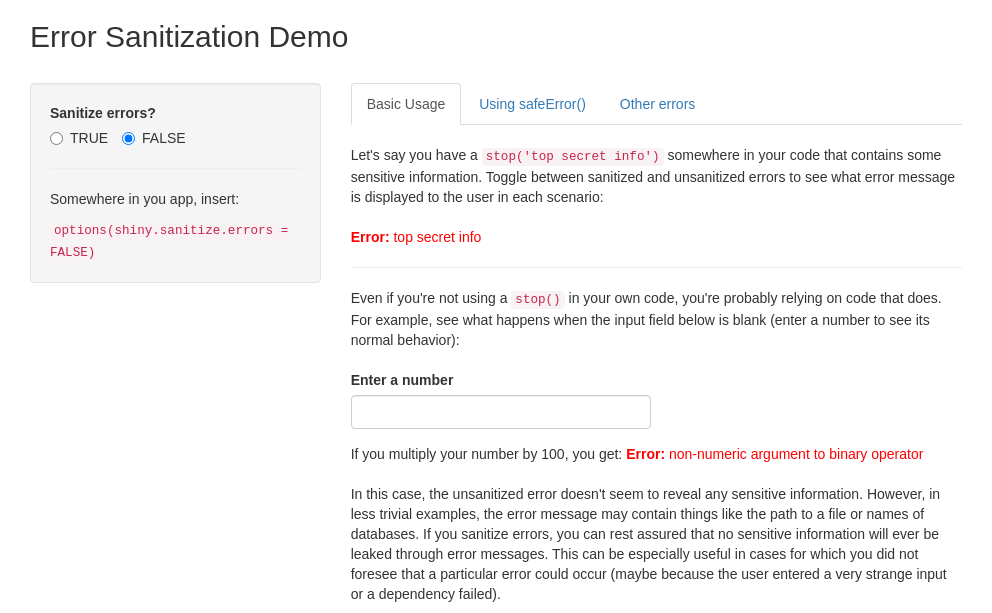 Error Sanitization Demo
Sanitize errors?
TRUE FALSE
Somewhere in you app, insert:
options(shiny.sanitize.errors =
FALSE)
Basic Usage Using safeError() Other errors
Let's say you have a stop('top secret info') somewhere in your code that contains some
sensitive information. Toggle between sanitized and unsanitized errors to see what error message
is displayed to the user in each scenario:
Error: top secret info
Even if you're not using a stop() in your own code, you're probably relying on code that does.
For example, see what happens when the input field below is blank (enter a number to see its
normal behavior):
Enter a number
If you multiply your number by 100, you get: Error: non-numeric argument to binary operator
In this case, the unsanitized error doesn't seem to reveal any sensitive information. However, in
less trivial examples, the error message may contain things like the path to a file or names of
databases. If you sanitize errors, you can rest assured that no sensitive information will ever be
leaked through error messages. This can be especially useful in cases for which you did not
foresee that a particular error could occur (maybe because the user entered a very strange input
or a dependency failed).